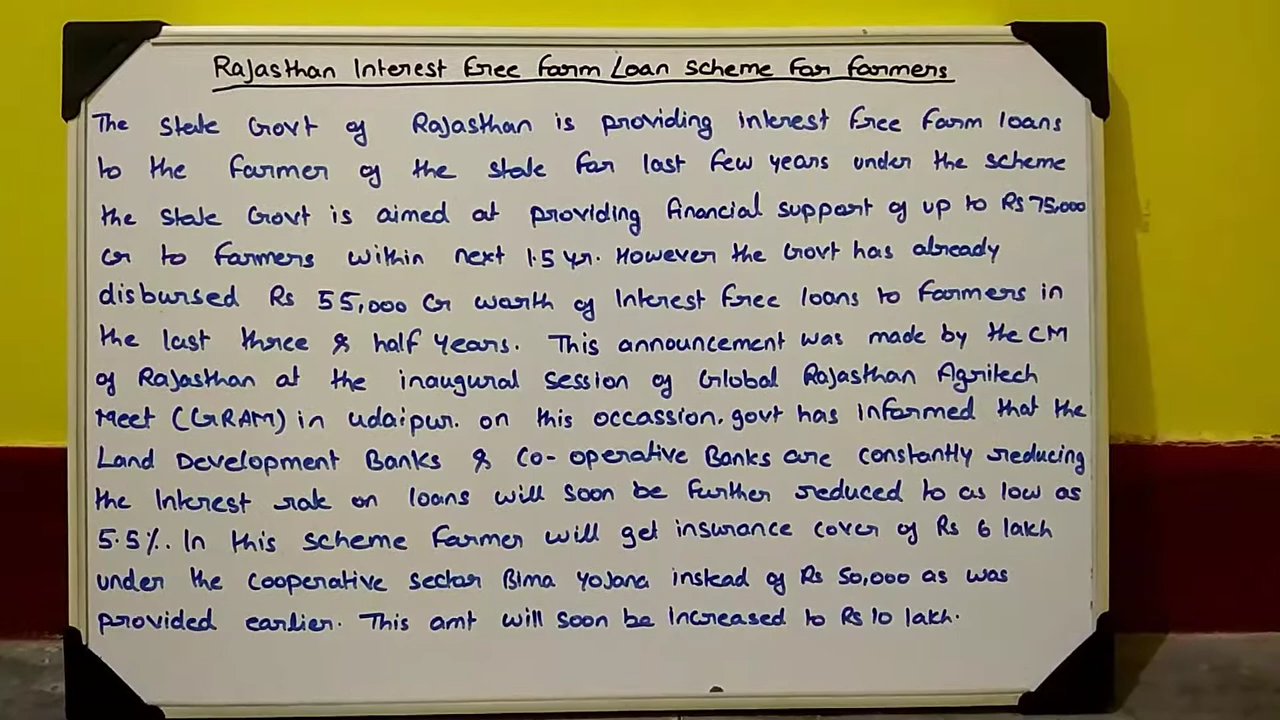 Rajasthan Interest Free Farm Loan Scheme For Farmers
The State Govt of Rajasthan is providing interest free farm loans
to the farmer of the state for last few years under the scheme
the State Govt is aimed at providing financial support of up to Rs 75,000
cr to farmers within next 1.5 yr. However the Govt has already
disbursed Rs 55,000 Cr worth of Interest free loans to farmers in
the last three & half years. This announcement was made by the CM
of Rajasthan at the inaugural session of Global Rajasthan Agritech
Meet (GRAM) in udaipur. on this occassion. govt has informed that the
Land Development Banks & Co-operative Banks are constantly reducing
the Interest rate on loans will soon be further reduced to as low as
5.5%. In this scheme Farmer will get insurance cover of Rs 6 lakh
under the cooperative sector Bima Yojana instead of Rs 50,000 as was
provided earlier. This amt will soon be increased to Rs 10 lakh.